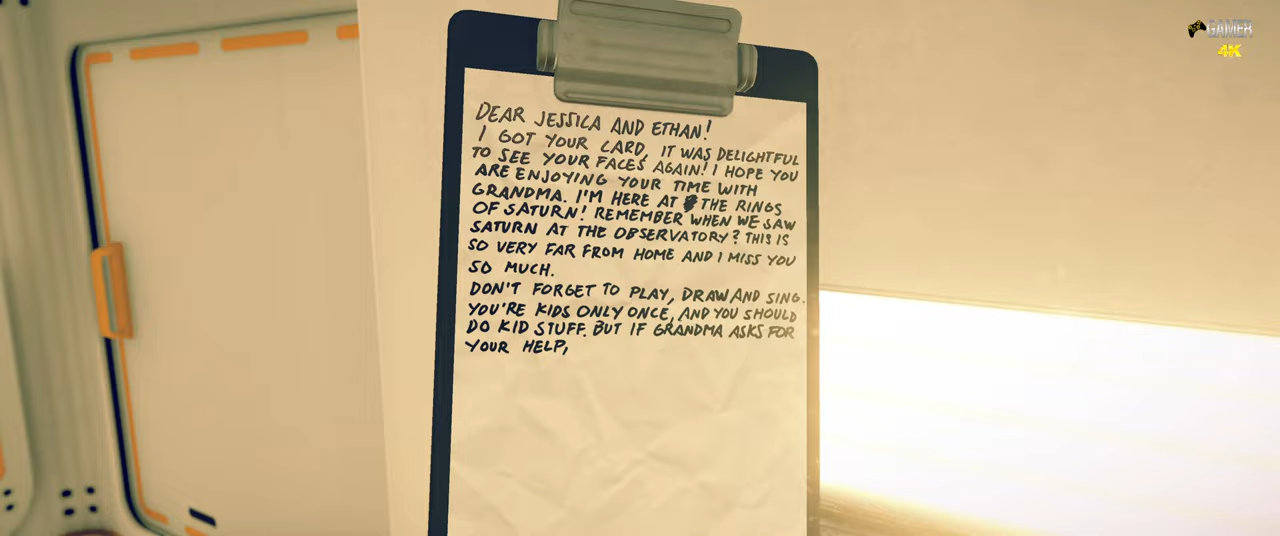 DEAR JESSICA AND ETHAN!
I GOT YOUR CARD, IT WAS DELIGHTFUL
TO SEE YOUR FACES AGAIN! I HOPE YOU
ARE ENJOYING YOUR TIME WITH
GRANDMA. I'M HERE AT THE RINGS
OF SATURN! REMEMBER WHEN WE SAW
SATURN AT THE OBSERVATORY? THIS IS
SO VERY FAR FROM HOME AND I MISS YOU
SO MUCH.
DON'T FORGET TO PLAY, DRAW AND SING.
YOU'RE KIDS ONLY ONCE, AND YOU SHOULD
DO KID STUFF. BUT IF GRANDMA ASKS FOR
YOUR HELP,
GAMER
4K